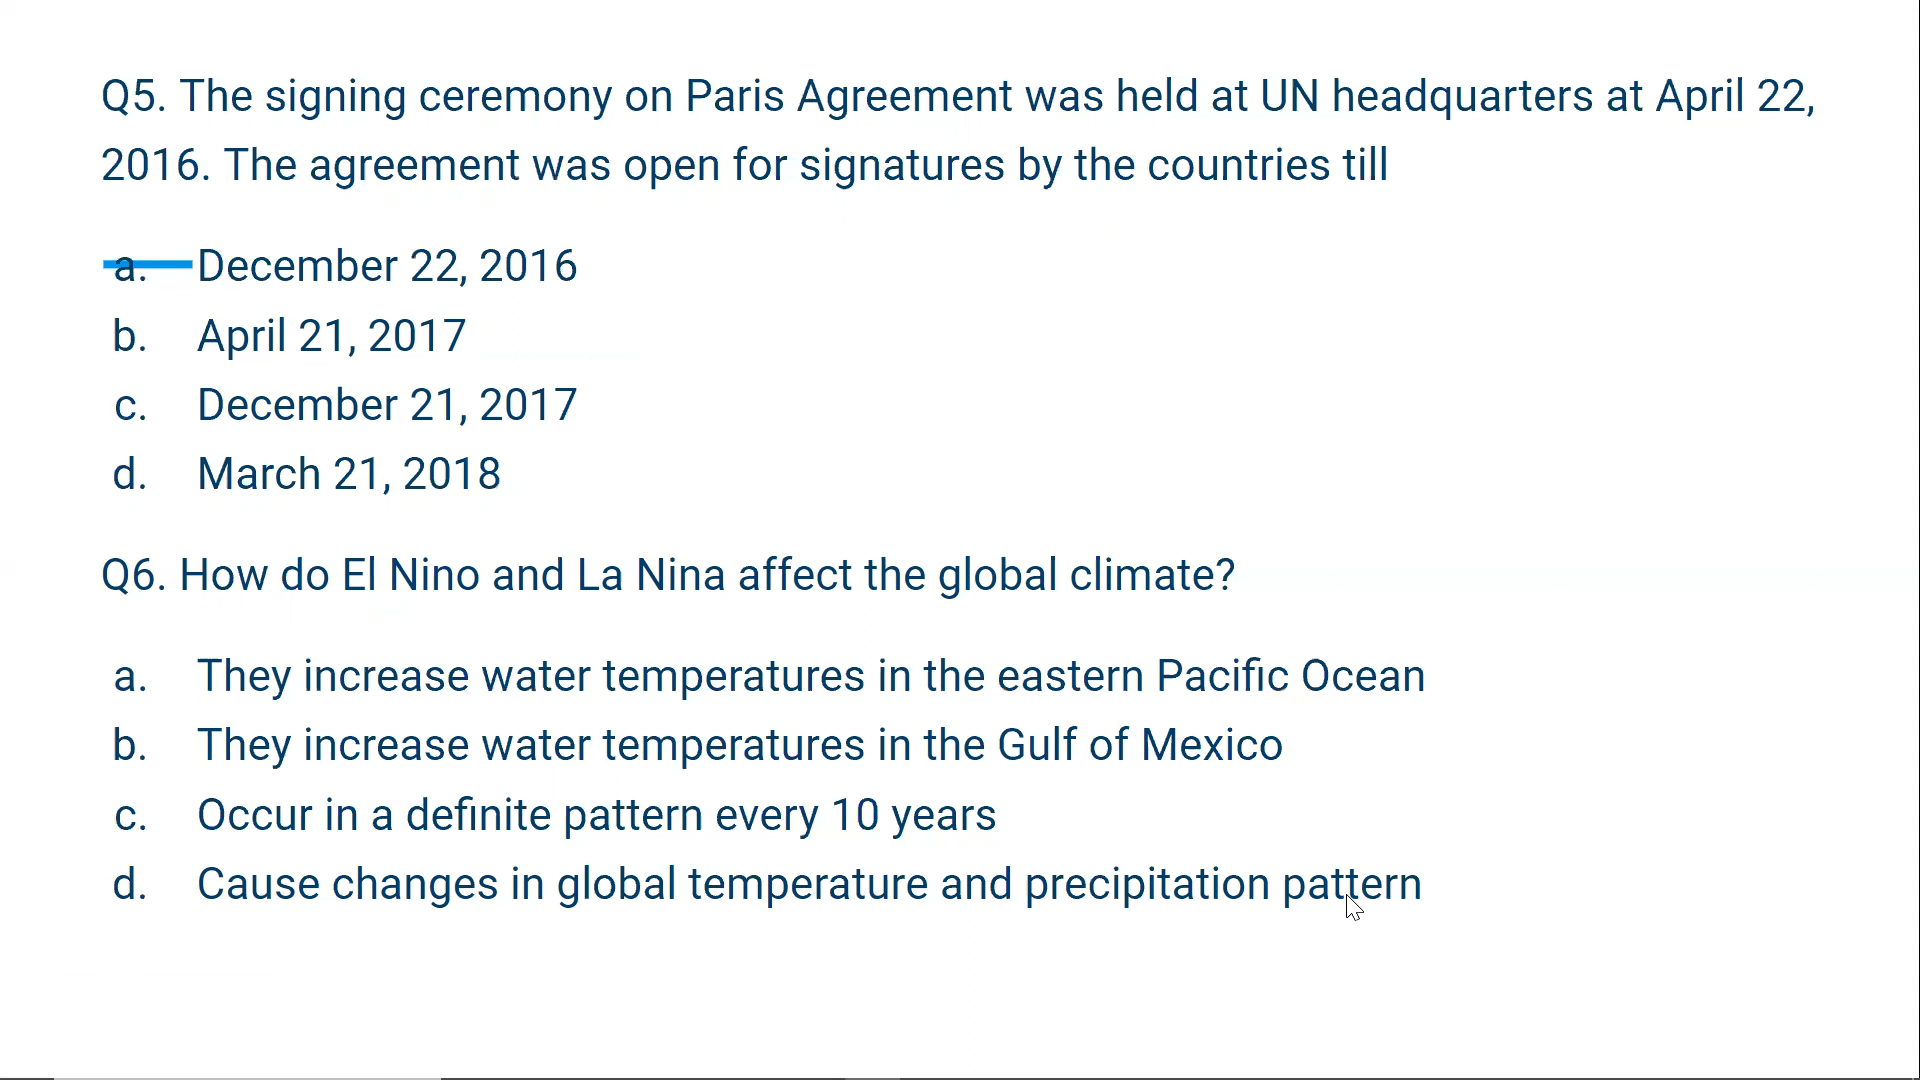 Q5. The signing ceremony on Paris Agreement was held at UN headquarters at April 22,
2016. The agreement was open for signatures by the countries till
a. December 22, 2016
b. April 21, 2017
c. December 21, 2017
d. March 21, 2018
Q6. How do El Nino and La Nina affect the global climate?
a. They increase water temperatures in the eastern Pacific Ocean
b. They increase water temperatures in the Gulf of Mexico
c. Occur in a definite pattern every 10 years
d. Cause changes in global temperature and precipitation pattern